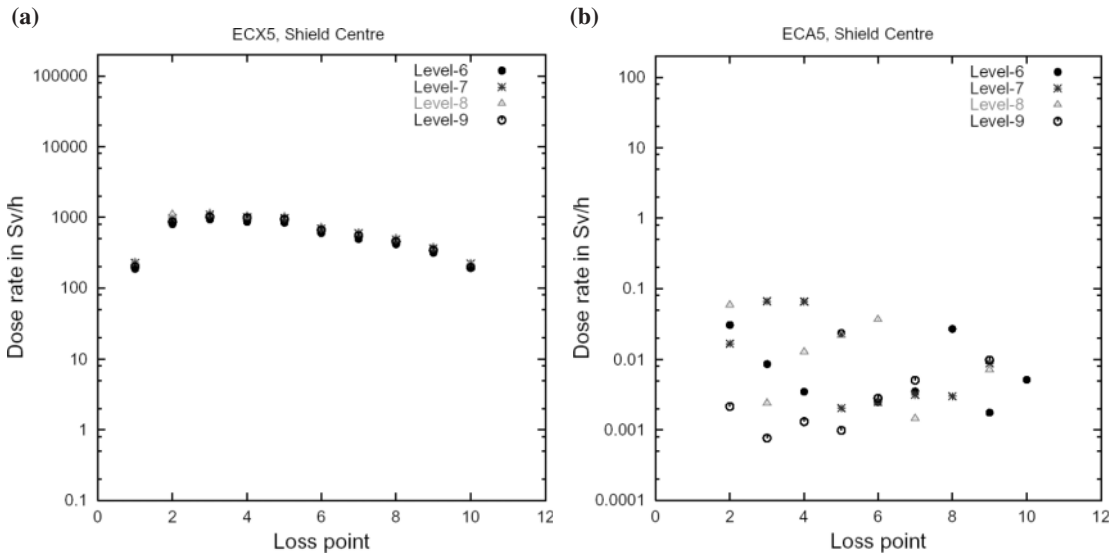 (a)
ECX5, Shield Centre
100000
10000
1000
100
10
1
0.1
Dose rate in Sv/h
Level-6
Level-7
Level-8
Level-9
0 2 4 6 8 10 12
Loss point
(b)
ECA5, Shield Centre
100
10
1
0.1
0.01
0.001
0.0001
Dose rate in Sv/h
Level-6
Level-7
Level-8
Level-9
0 2 4 6 8 10 12
Loss point